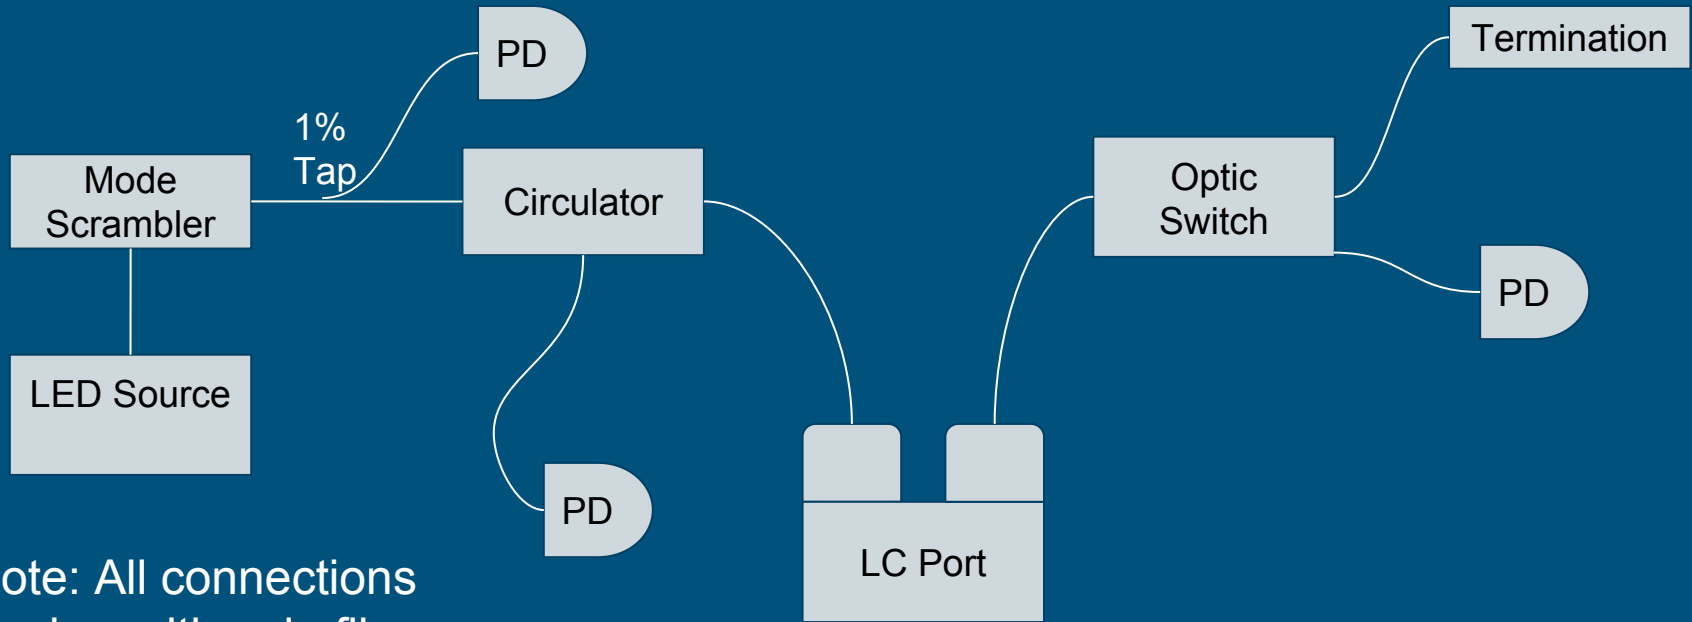 PD
Termination
1%
Tap
Mode
Scrambler
Circulator
Optic
Switch
PD
LED Source
PD
LC Port
ote: All connections